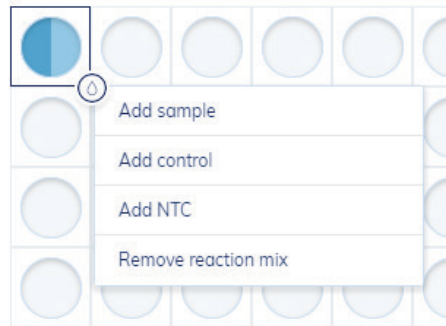 Add sample
Add control
Add NTC
Remove reaction mix